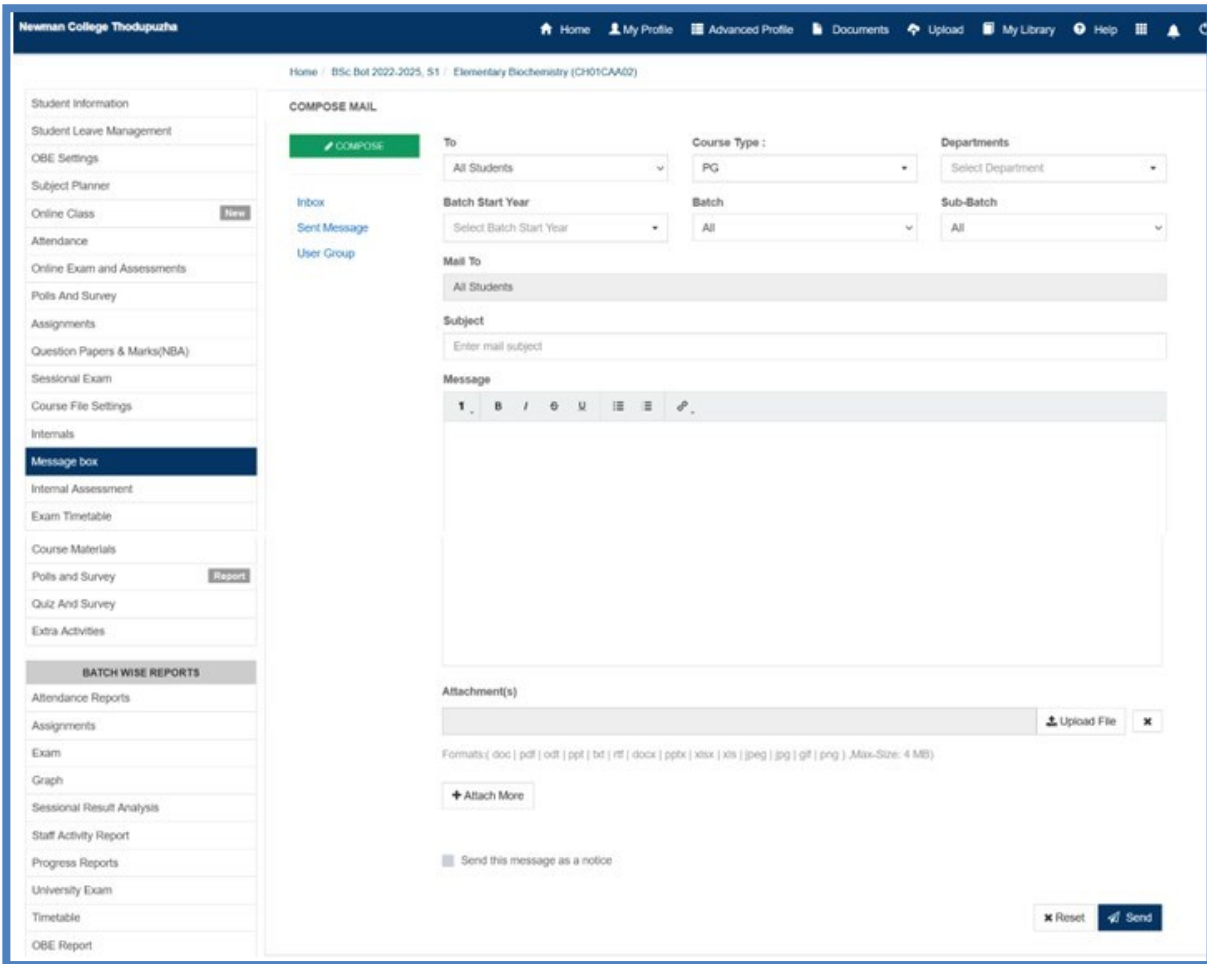 Newman College Thodupuzha
Home My Profile Advanced Profile Documents Upload My Library Help
Home / BSc Bot 2022-2025, S1 / Elementary Biochemistry (CH01CAA02)
Student Information
Student Leave Management
OBE Settings
Subject Planner
Online Class New
Attendance
Online Exam and Assessments
Polls And Survey
Assignments
Question Papers & Marks(NBA)
Sessional Exam
Course File Settings
Internals
Message box
Internal Assessment
Exam Timetable
Course Materials
Polls and Survey Report
Quiz And Survey
Extra Activities
BATCH WISE REPORTS
Attendance Reports
Assignments
Exam
Graph
Sessional Result Analysis
Staff Activity Report
Progress Reports
University Exam
Timetable
OBE Report
COMPOSE MAIL
COMPOSE
Inbox
Sent Message
User Group
To Course Type : Departments
All Students PG Select Department
Batch Start Year Batch Sub-Batch
Select Batch Start Year All All
Mail To
All Students
Subject
Enter mail subject
Message
1 B I S U
Attachment(s)
Upload File
Formats:( doc | pdf | odt | ppt | txt | rtf | docx | pptx | xlsx | xls | jpeg | jpg | gif | png ) ,Max-Size: 4 MB)
Attach More
Send this message as a notice
Reset Send